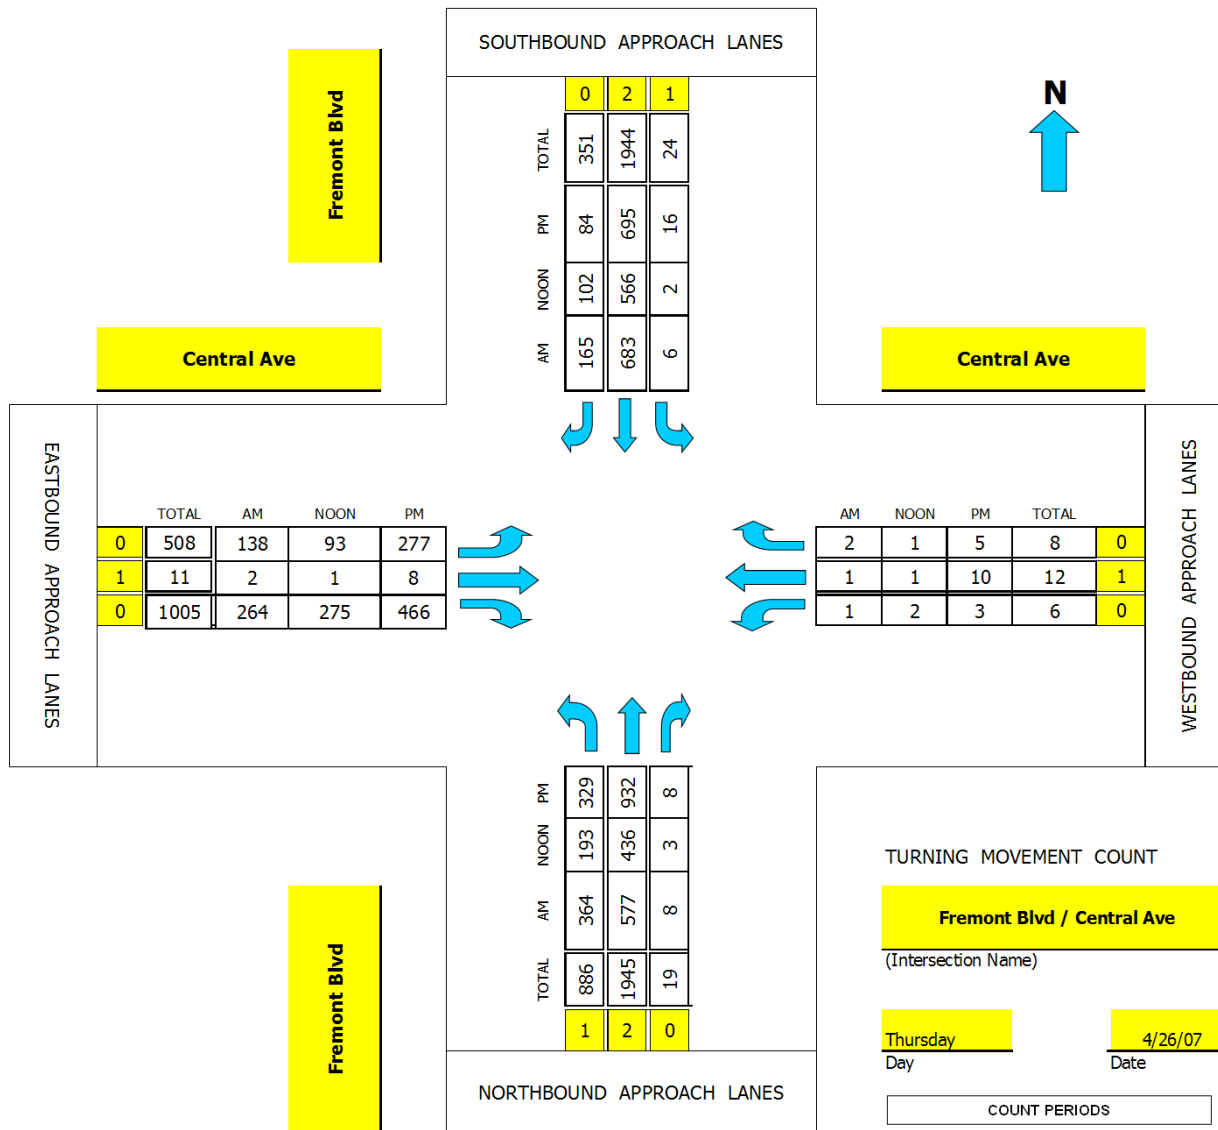 SOUTHBOUND APPROACH LANES
0 2 1
N
Fremont Blvd
TOTAL 351 1944 24
PM 84 695 16
NOON 102 566 2
AM 165 683 6
Central Ave
Central Ave
EASTBOUND APPROACH LANES
TOTAL AM NOON PM
0 508 138 93 277
1 11 2 1 8
0 1005 264 275 466
AM NOON PM TOTAL
2 1 5 8 0
1 1 10 12 1
1 2 3 6 0
WESTBOUND APPROACH LANES
PM 329 932 8
NOON 193 436 3
AM 364 577 8
TOTAL 886 1945 19
1 2 0
NORTHBOUND APPROACH LANES
Fremont Blvd
TURNING MOVEMENT COUNT
Fremont Blvd / Central Ave
(Intersection Name)
Thursday 4/26/07
Day Date
COUNT PERIODS